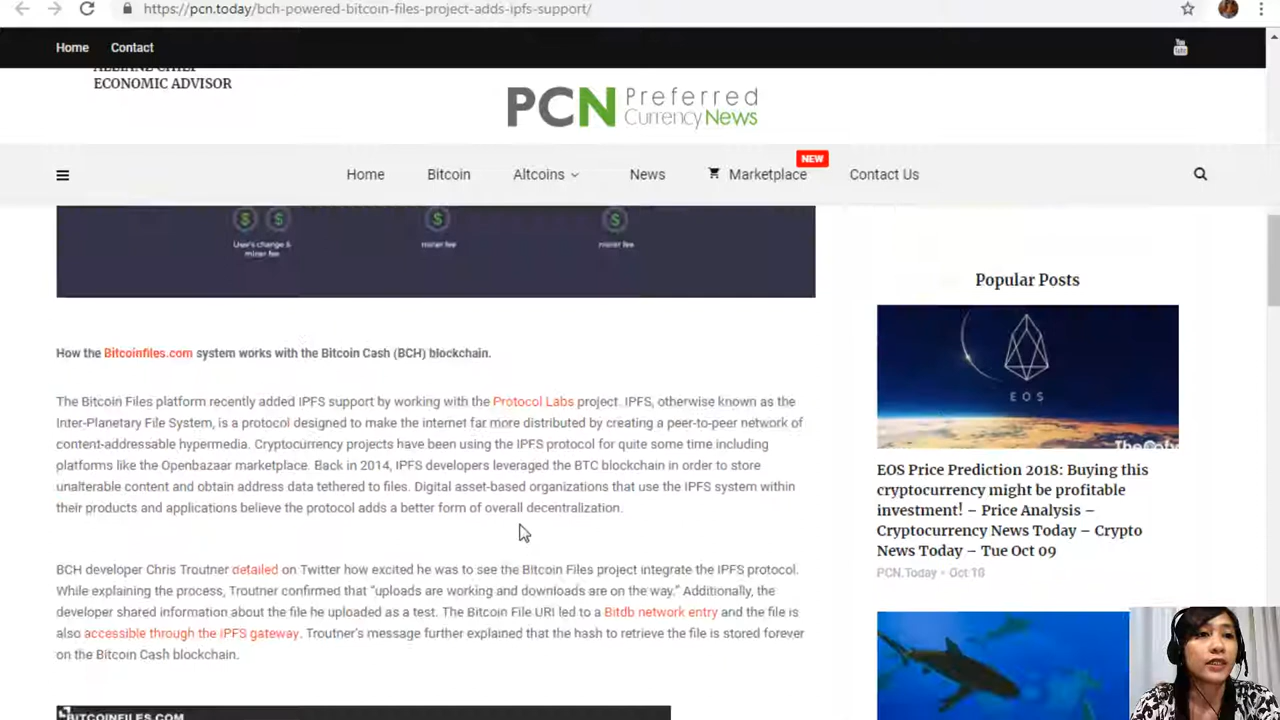 https://pcn.today/bch-powered-bitcoin-files-project-adds-ipfs-support/
Home Contact
You Tube
ECONOMIC ADVISOR
PCN Preferred Currency News
NEW
Home Bitcoin Altcoins News Marketplace Contact Us
User's change & miner fee
miner fee
miner fee
How the Bitcoinfiles.com system works with the Bitcoin Cash (BCH) blockchain.
The Bitcoin Files platform recently added IPFS support by working with the Protocol Labs project. IPFS, otherwise known as the
Inter-Planetary File System, is a protocol designed to make the internet far more distributed by creating a peer-to-peer network of
content-addressable hypermedia. Cryptocurrency projects have been using the IPFS protocol for quite some time including
platforms like the Openbazaar marketplace. Back in 2014, IPFS developers leveraged the BTC blockchain in order to store
unalterable content and obtain address data tethered to files. Digital asset-based organizations that use the IPFS system within
their products and applications believe the protocol adds a better form of overall decentralization.
BCH developer Chris Troutner detailed on Twitter how excited he was to see the Bitcoin Files project integrate the IPFS protocol.
While explaining the process, Troutner confirmed that “uploads are working and downloads are on the way.” Additionally, the
developer shared information about the file he uploaded as a test. The Bitcoin File URI led to a Bitdb network entry and the file is
also accessible through the IPFS gateway. Troutner’s message further explained that the hash to retrieve the file is stored forever
on the Bitcoin Cash blockchain.
BITCOINFILES.COM
Popular Posts
EOS
EOS Price Prediction 2018: Buying this
cryptocurrency might be profitable
investment! – Price Analysis –
Cryptocurrency News Today – Crypto
News Today – Tue Oct 09
PCN.Today • Oct 10